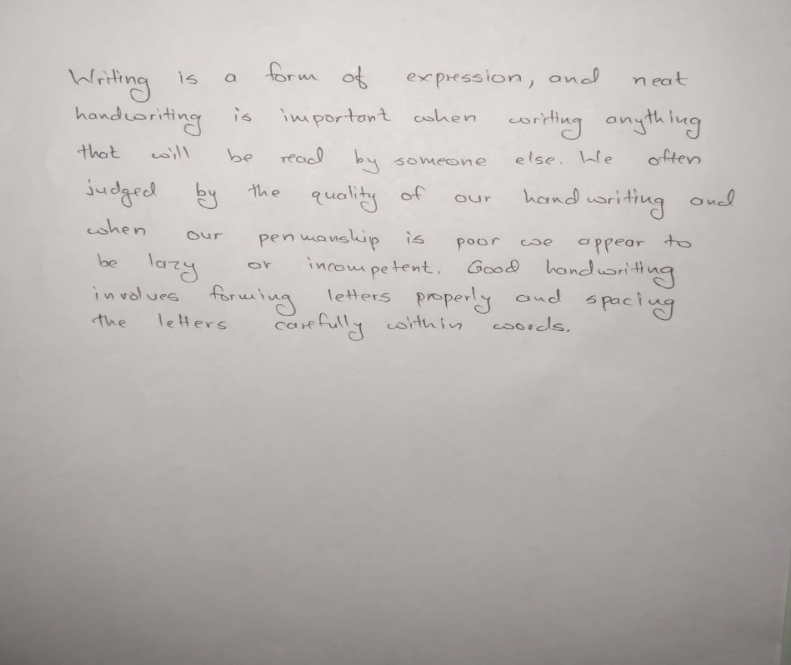 Writing is a form of expression, and neat
handwriting is important when writing anything
that will be read by someone else. We often
judged by the quality of our handwriting and
when our penmanship is poor we appear to
be lazy or incompetent. Good handwriting
involves forming letters properly and spacing
the letters carefully within words.